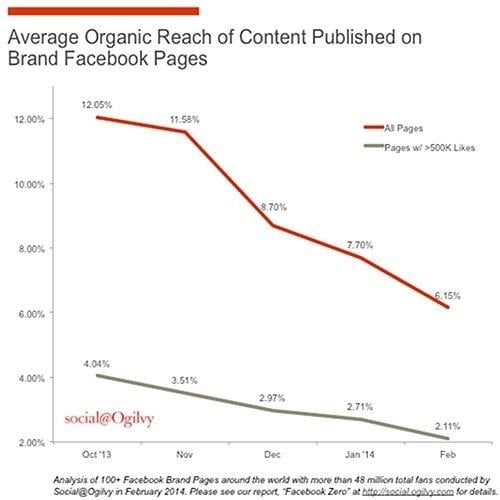 Average Organic Reach of Content Published on
Brand Facebook Pages
12.05%
12.00%
11.58%
All Pages
Pages w/ >500K Likes
10.00%
8.70%
8.00%
7.70%
6.15%
6.00%
4.04%
4.00%
3.51%
2.97%
2.71%
2.11%
social@Ogilvy
2.00%
Oct '13 Nov Dec Jan '14 Feb
Analysis of 100+ Facebook Brand Pages around the world with more than 48 million total fans conducted by
Social@Ogilvy in February 2014. Please see our report, "Facebook Zero" at http://social.ogilvy.com for details.